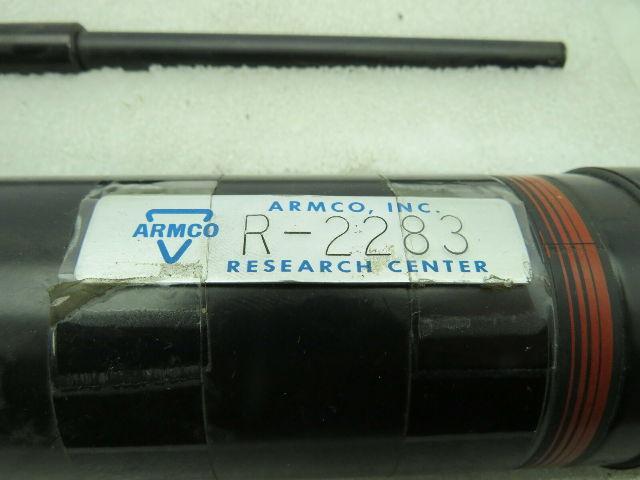 ARMCO, INC.
ARMCO
R-2283
RESEARCH CENTER